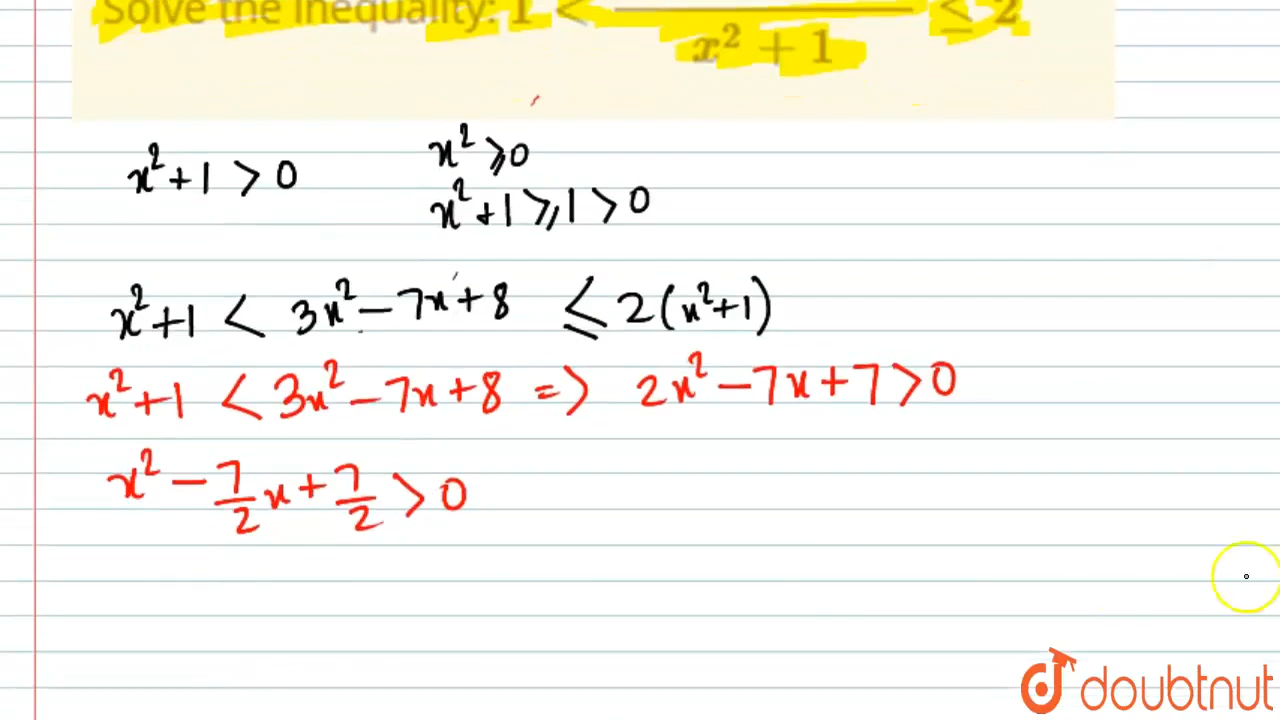 Solve the inequality: 1 < ――― ≤ 2
x² + 1
x² + 1 > 0
x² ⩾ 0
x² + 1 ⩾ 1 > 0
x² + 1 < 3x² − 7x + 8 ≤ 2(x² + 1)
x² + 1 < 3x² − 7x + 8 => 2x² − 7x + 7 > 0
x² − 7/2 x + 7/2 > 0
doubtnut